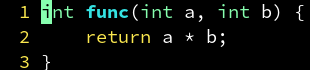 1 int func(int a, int b) {
2     return a * b;
3 }